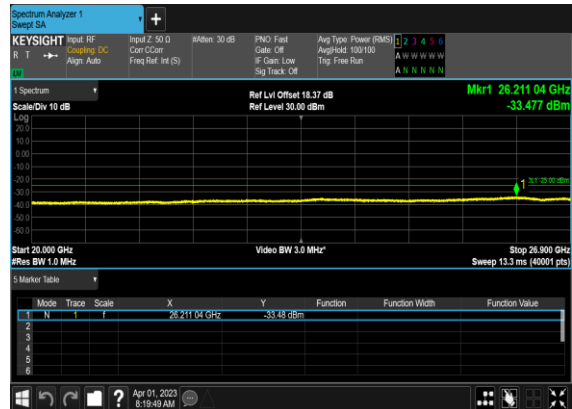 Spectrum Analyzer 1
Swept SA
+
KEYSIGHT Input: RF Input Z: 50 Ω #Atten: 30 dB PNO: Fast Avg Type: Power (RMS) 1 2 3 4 5 6
R T Coupling: DC Corr CCorr Gate: Off Avg|Hold: 100/100 A W W W W W
Align: Auto Freq Ref: Int (S) IF Gain: Low Trig: Free Run
Sig Track: Off A N N N N N
1 Spectrum Ref Lvl Offset 18.37 dB Mkr1 26.211 04 GHz
Scale/Div 10 dB Ref Level 30.00 dBm -33.477 dBm
Log
20.0
10.0
0.00
-10.0
-20.0
-30.0
-40.0
-50.0
-60.0
1
DL1 -25.00 dBm
Start 20.000 GHz Video BW 3.0 MHz* Stop 26.900 GHz
#Res BW 1.0 MHz Sweep 13.3 ms (40001 pts)
5 Marker Table
Mode Trace Scale X Y Function Function Width Function Value
1 N 1 f 26.211 04 GHz -33.48 dBm
2
3
4
5
6
? Apr 01, 2023
8:19:49 AM